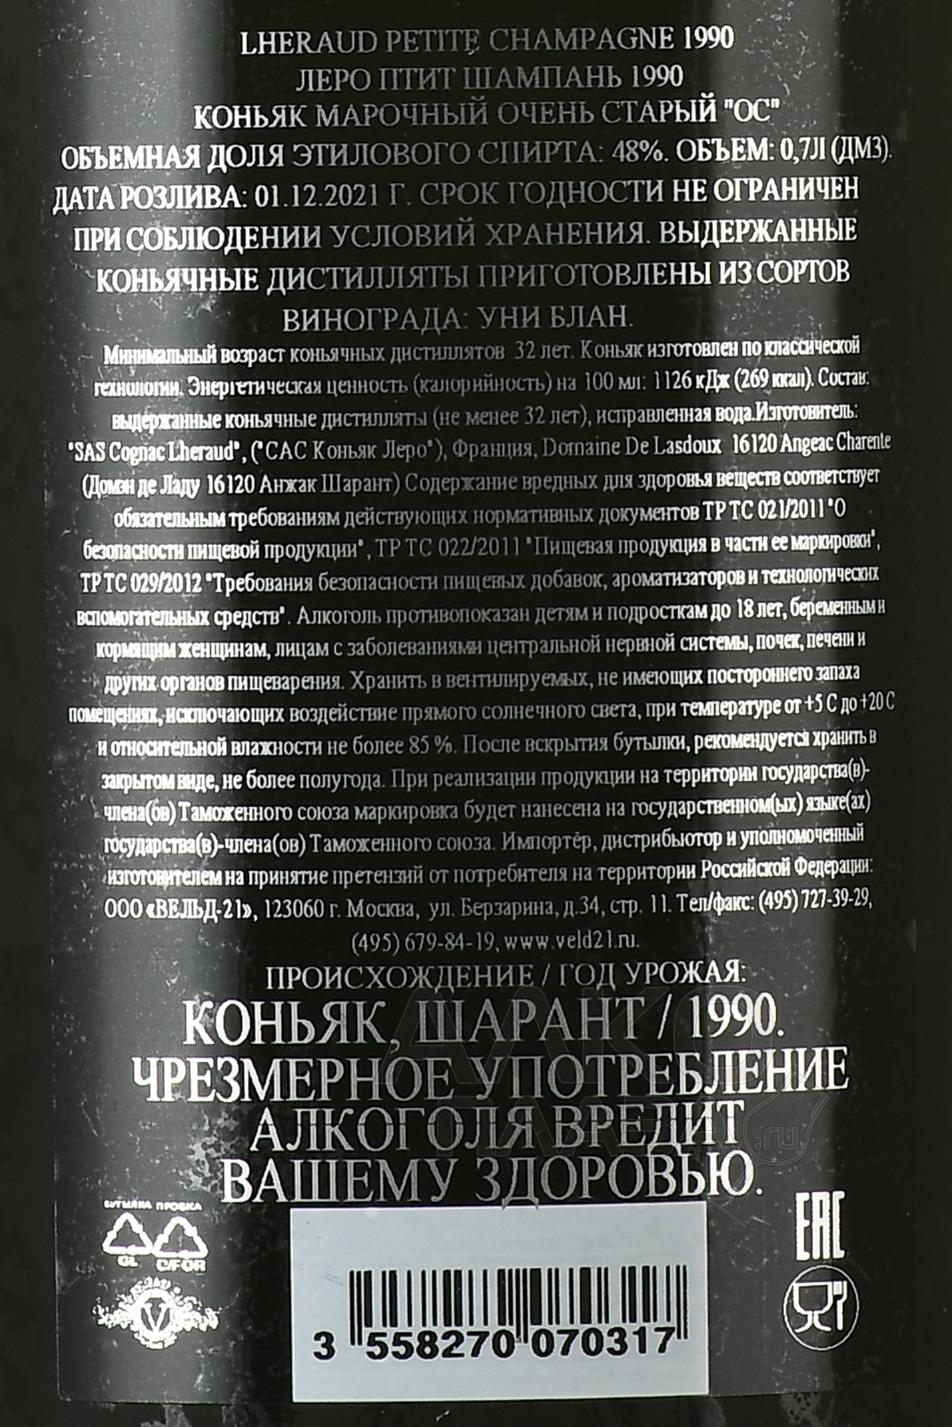 LHERAUD PETITE CHAMPAGNE 1990
ЛЕРО ПТИТ ШАМПАНЬ 1990
КОНЬЯК МАРОЧНЫЙ ОЧЕНЬ СТАРЫЙ "ОС"
ОБЪЕМНАЯ ДОЛЯ ЭТИЛОВОГО СПИРТА: 48%. ОБЪЕМ: 0,7Л (ДМ3).
ДАТА РОЗЛИВА: 01.12.2021 Г. СРОК ГОДНОСТИ НЕ ОГРАНИЧЕН
ПРИ СОБЛЮДЕНИИ УСЛОВИЙ ХРАНЕНИЯ. ВЫДЕРЖАННЫЕ
КОНЬЯЧНЫЕ ДИСТИЛЛЯТЫ ПРИГОТОВЛЕНЫ ИЗ СОРТОВ
ВИНОГРАДА: УНИ БЛАН.
Минимальный возраст коньячных дистиллятов 32 лет. Коньяк изготовлен по классической
технологии. Энергетическая ценность (калорийность) на 100 мл: 1126 кДж (269 ккал). Состав:
выдержанные коньячные дистилляты (не менее 32 лет), исправленная вода.Изготовитель:
"SAS Cognac Lheraud", ("САС Коньяк Леро"), Франция, Domaine De Lasdoux 16120 Angeac Charente
(Домэн де Ладу 16120 Анжак Шарант) Содержание вредных для здоровья веществ соответствует
обязательным требованиям действующих нормативных документов ТР ТС 021/2011 "О
безопасности пищевой продукции", ТР ТС 022/2011 "Пищевая продукция в части ее маркировки",
ТР ТС 029/2012 "Требования безопасности пищевых добавок, ароматизаторов и технологических
вспомогательных средств". Алкоголь противопоказан детям и подросткам до 18 лет, беременным и
кормящим женщинам, лицам с заболеваниями центральной нервной системы, почек, печени и
других органов пищеварения. Хранить в вентилируемых, не имеющих постороннего запаха
помещениях, исключающих воздействие прямого солнечного света, при температуре от +5 С до +20 С
и относительной влажности не более 85 %. После вскрытия бутылки, рекомендуется хранить в
закрытом виде, не более полугода. При реализации продукции на территории государства(в)-
члена(ов) Таможенного союза маркировка будет нанесена на государственном(ых) языке(ах)
государства(в)-члена(ов) Таможенного союза. Импортёр, дистрибьютор и уполномоченный
изготовителем на принятие претензий от потребителя на территории Российской Федерации:
ООО «ВЕЛЬД-21», 123060 г. Москва, ул. Берзарина, д.34, стр. 11. Тел/факс: (495) 727-39-29,
(495) 679-84-19, www.veld21.ru.
ПРОИСХОЖДЕНИЕ / ГОД УРОЖАЯ:
КОНЬЯК, ШАРАНТ / 1990.
ЧРЕЗМЕРНОЕ УПОТРЕБЛЕНИЕ
АЛКОГОЛЯ ВРЕДИТ
ВАШЕМУ ЗДОРОВЬЮ.
БУТЫЛКА ПРОБКА
GL C/FOR
EAC
V
3 558270 070317